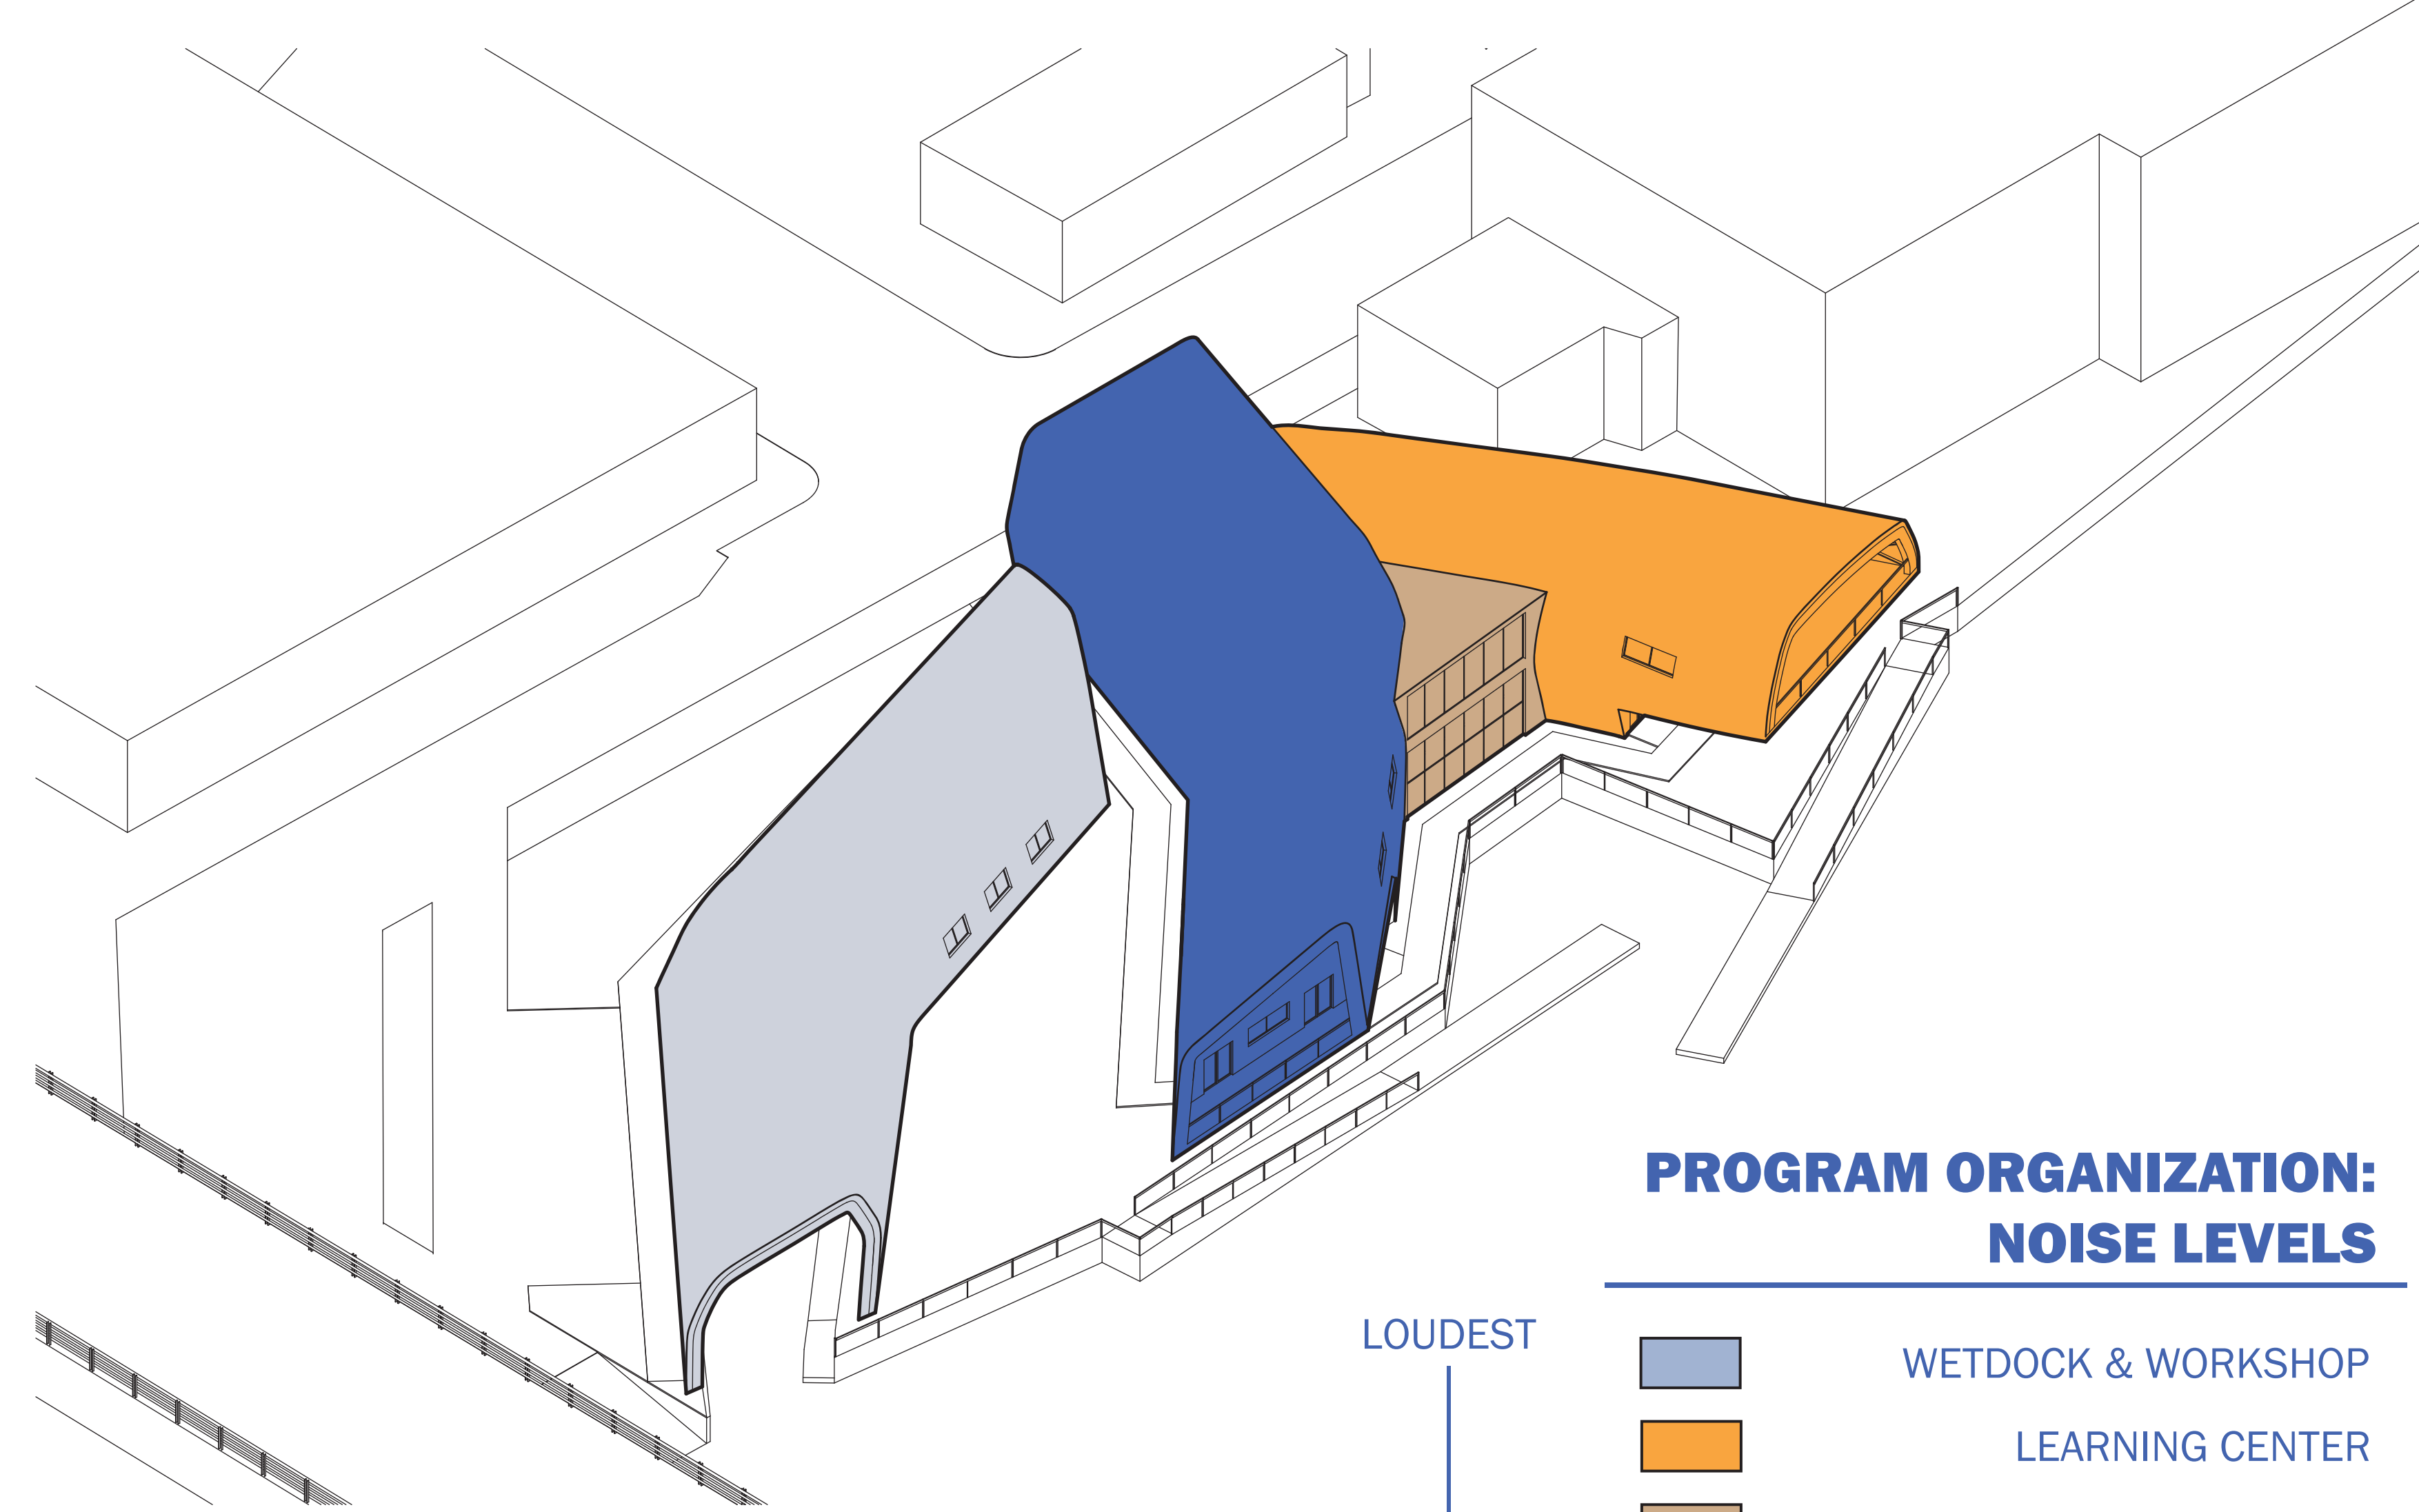 PROGRAM ORGANIZATION:
NOISE LEVELS
LOUDEST
WETDOCK & WORKSHOP
LEARNING CENTER